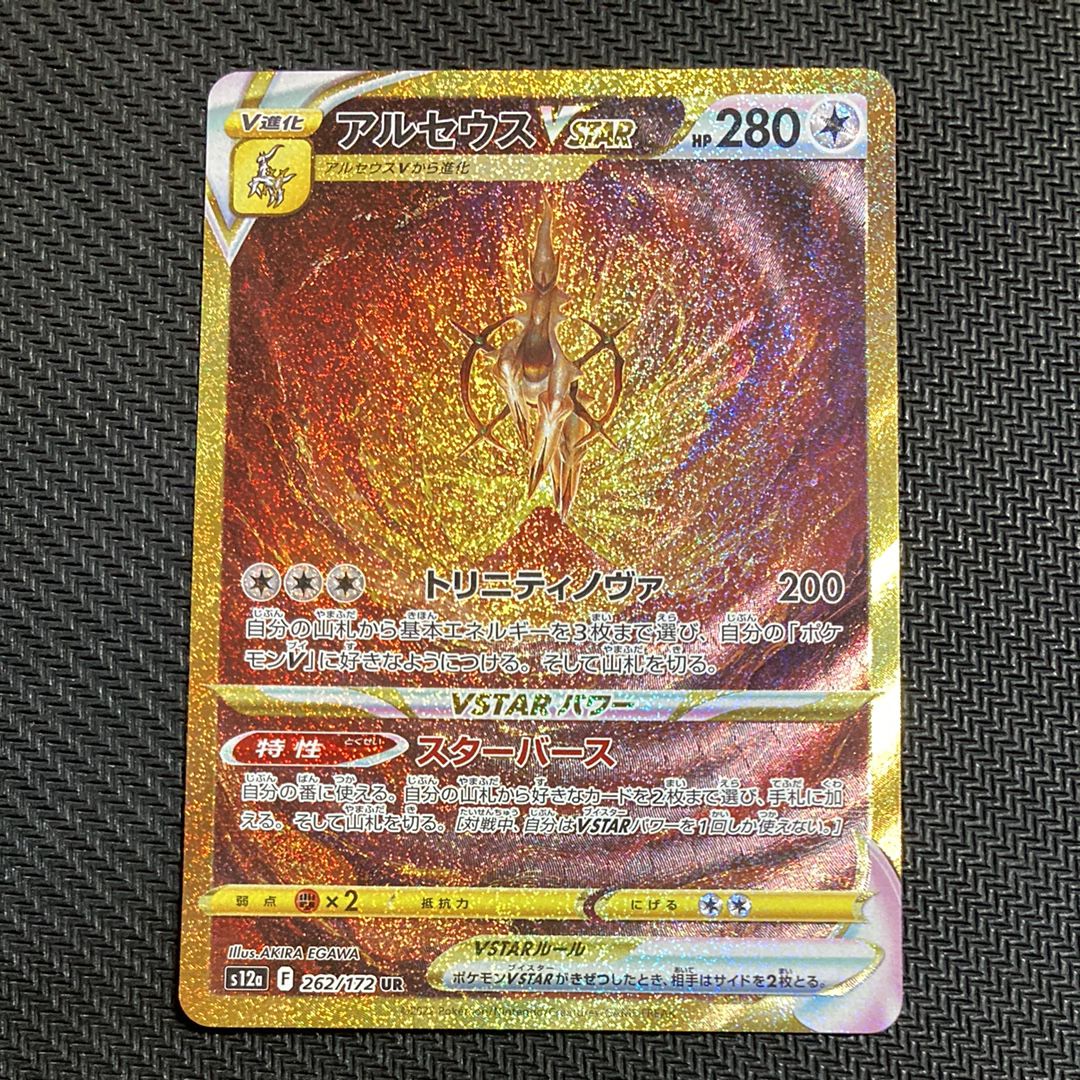 V進化
アルセウス VSTAR
HP 280
アルセウスVから進化
トリニティノヴァ 200
自分の山札から基本エネルギーを3枚まで選び、自分の「ポケ
モンV」に好きなようにつける。そして山札を切る。
VSTARパワー
特性 スターバース
自分の番に使える。自分の山札から好きなカードを2枚まで選び、手札に加
える。そして山札を切る。[対戦中、自分はVSTARパワーを1回しか使えない。]
弱点 ×2 抵抗力 にげる
Illus. AKIRA EGAWA
VSTARルール
ポケモンVSTARがきぜつしたとき、相手はサイドを2枚とる。
s12a F 262/172 UR
Pokémon/Nintendo/Creatures/GAME FREAK